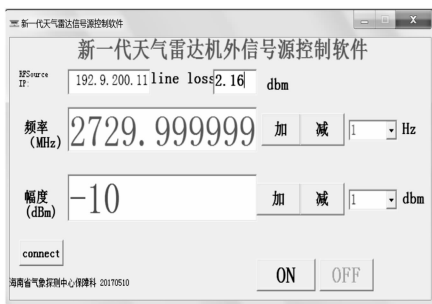 新一代天气雷达信号源控制软件
新一代天气雷达机外信号源控制软件
RFSource IP: 192.9.200.11 line loss 2.16 dbm
频率 (MHz) 2729.999999 加 减 1 Hz
幅度 (dBm) -10 加 减 1 dbm
connect
海南省气象探测中心保障科 20170510 ON OFF